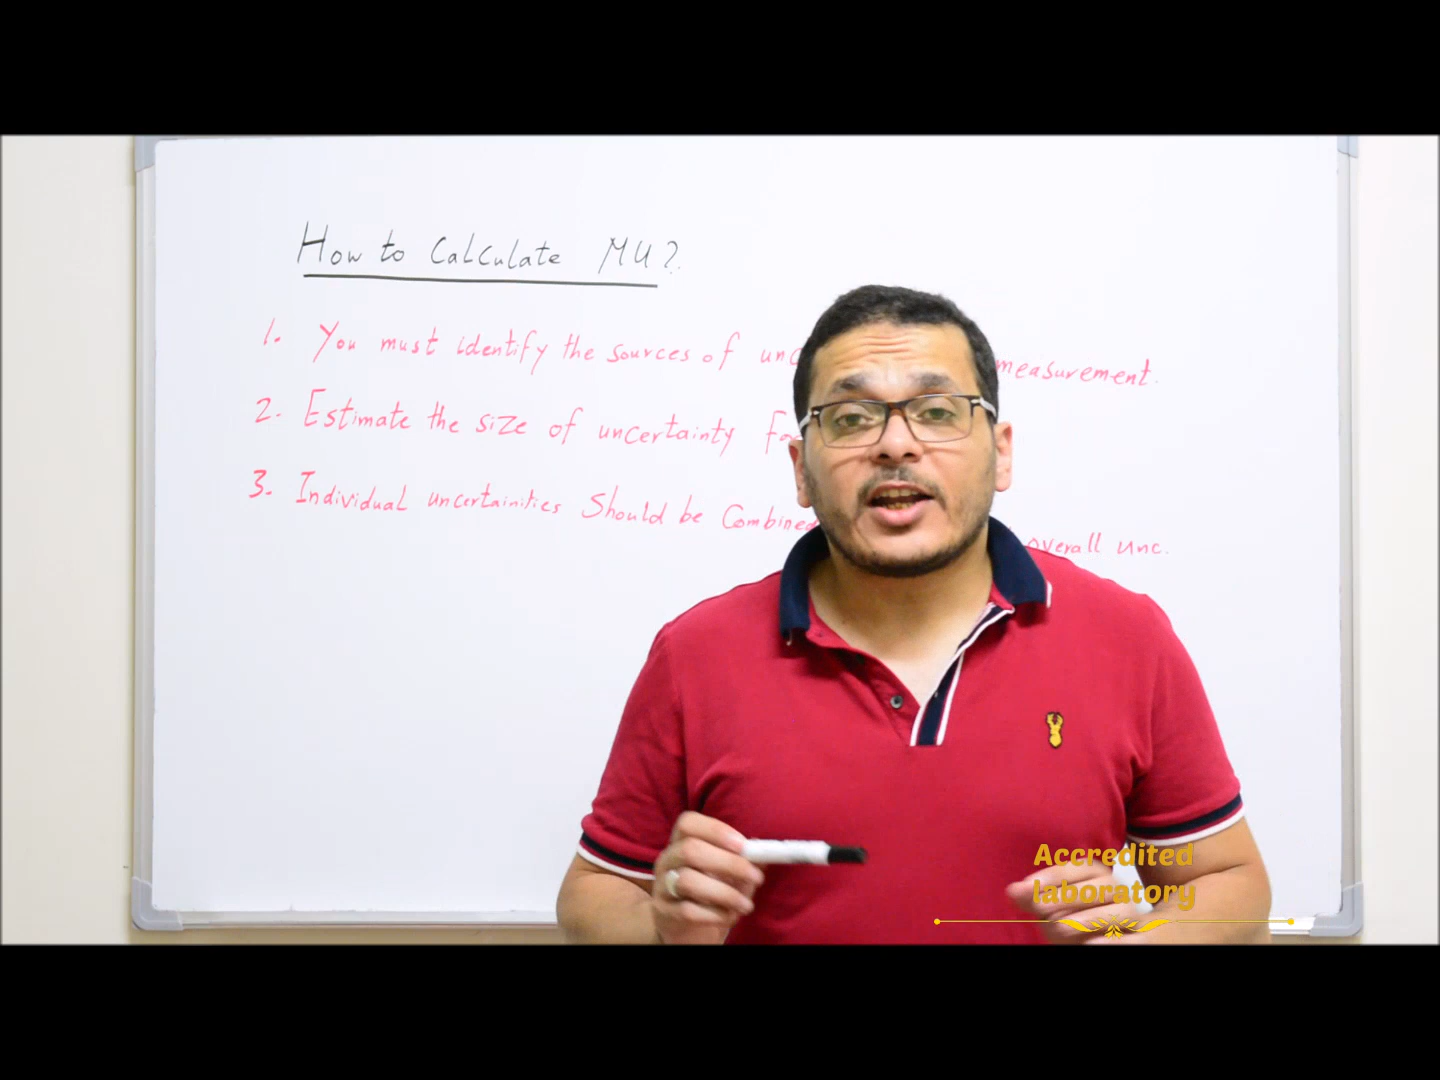 How to Calculate MU?
1. You must identify the sources of unc measurement.
2. Estimate the size of uncertainty For
3. Individual uncertainities Should be Combined overall unc.
Accredited
laboratory